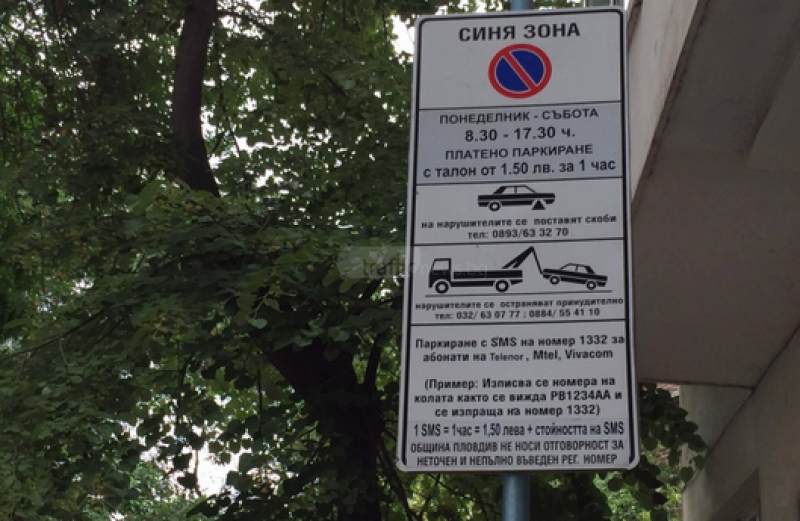 СИНЯ ЗОНА
ПОНЕДЕЛНИК - СЪБОТА
8.30 - 17.30 ч.
ПЛАТЕНО ПАРКИРАНЕ
с талон от 1.50 лв. за 1 час
на нарушителите се поставят скоби
тел: 0893/63 32 70
нарушителите се остраняват принудително
тел: 032/ 63 07 77 ; 0884/ 55 41 10
Паркиране с SMS на номер 1332 за
абонати на Telenor , Mtel, Vivacom
(Пример: Изписва се номера на
колата както се вижда РВ1234АА и
се изпраща на номер 1332)
1 SMS = 1час = 1,50 лева + стойността на SMS
ОБЩИНА ПЛОВДИВ НЕ НОСИ ОТГОВОРНОСТ ЗА
НЕТОЧЕН И НЕПЪЛНО ВЪВЕДЕН РЕГ. НОМЕР